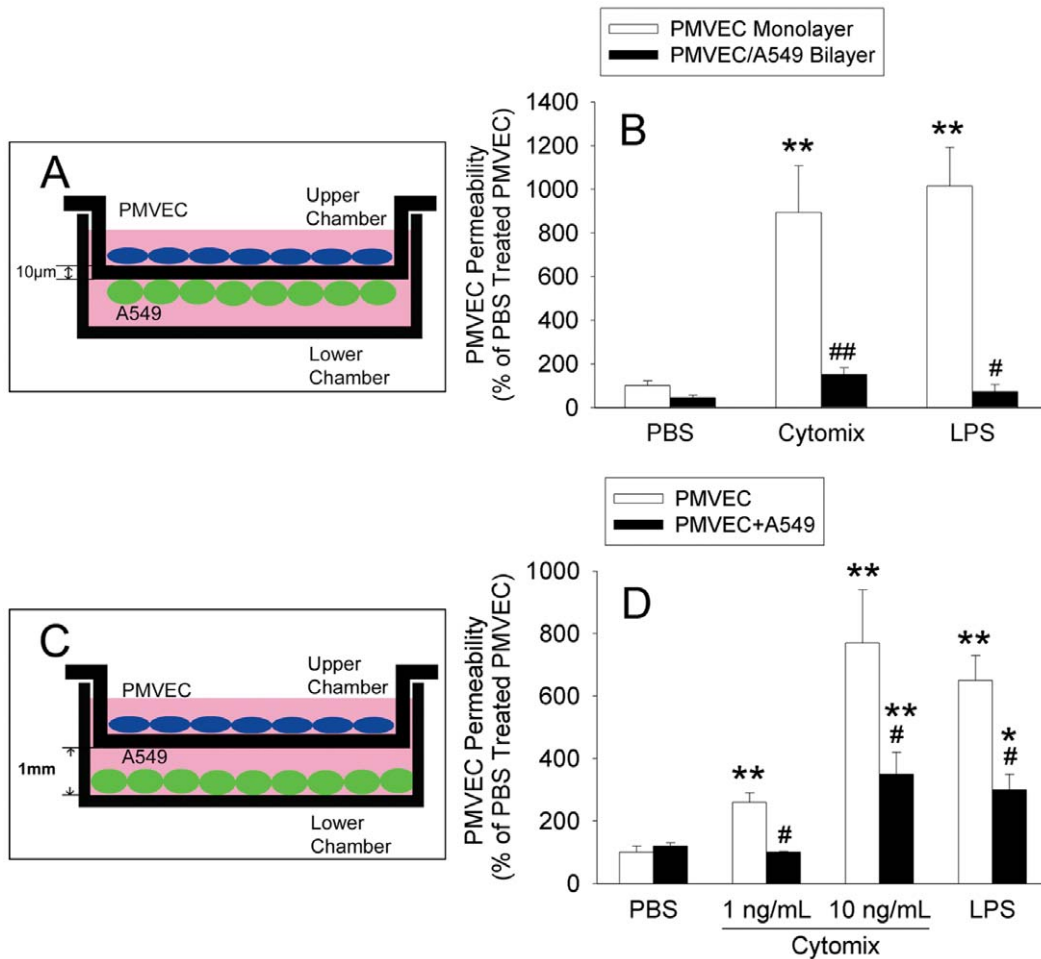 A
PMVEC
Upper
Chamber
10µm
A549
Lower
Chamber
PMVEC Monolayer
PMVEC/A549 Bilayer
B
PMVEC Permeability
(% of PBS Treated PMVEC)
1400
1200
1000
800
600
400
200
0
**
##
**
#
PBS Cytomix LPS
C
PMVEC
Upper
Chamber
A549
1mm
Lower
Chamber
PMVEC
PMVEC+A549
D
PMVEC Permeability
(% of PBS Treated PMVEC)
1000
800
600
400
200
0
**
#
**
**
#
**
*
#
PBS 1 ng/mL 10 ng/mL LPS
Cytomix